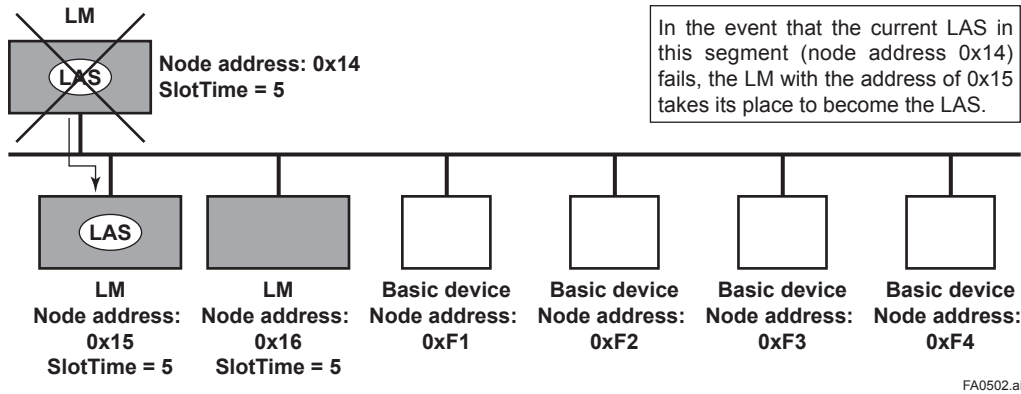 LM
LAS
Node address: 0x14
SlotTime = 5
In the event that the current LAS in
this segment (node address 0x14)
fails, the LM with the address of 0x15
takes its place to become the LAS.
LAS
LM
Node address:
0x15
SlotTime = 5
LM
Node address:
0x16
SlotTime = 5
Basic device
Node address:
0xF1
Basic device
Node address:
0xF2
Basic device
Node address:
0xF3
Basic device
Node address:
0xF4
FA0502.ai